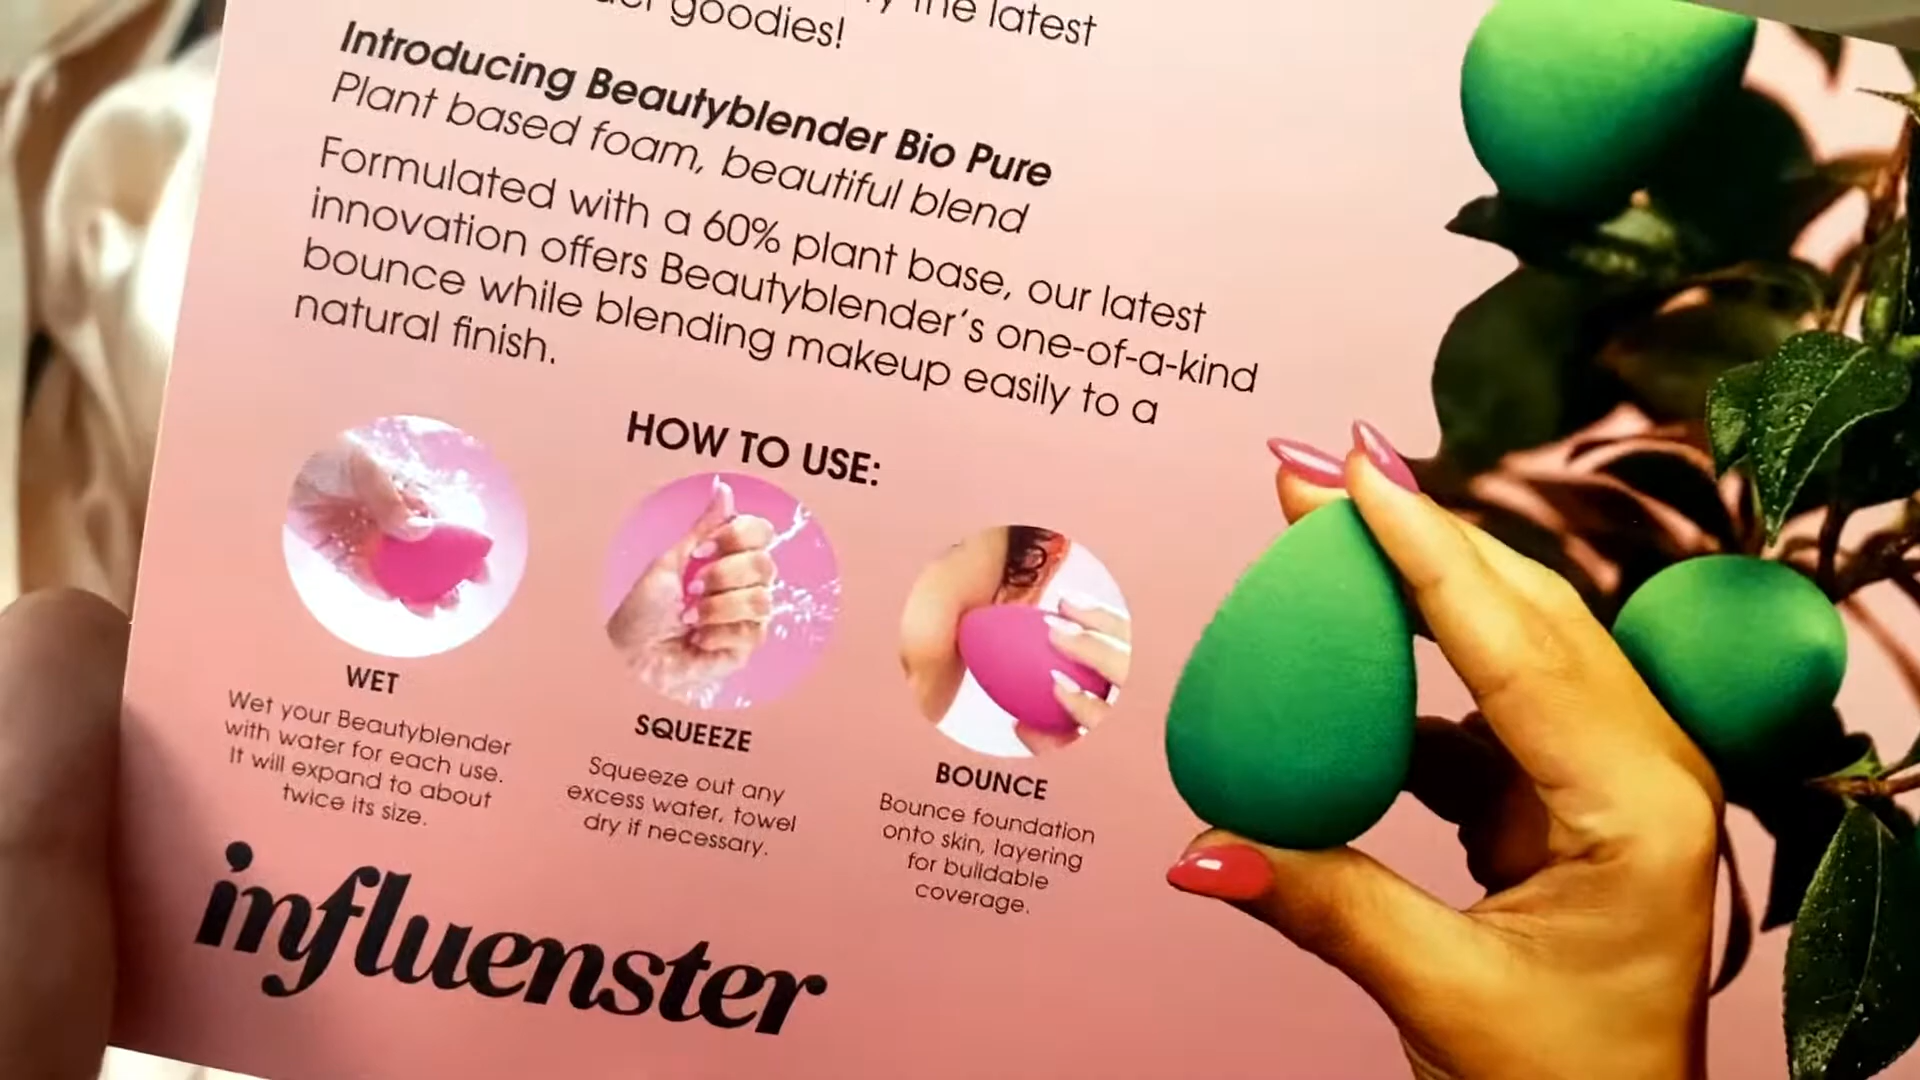 the latest
goodies!
Introducing Beautyblender Bio Pure
Plant based foam, beautiful blend
Formulated with a 60% plant base, our latest
innovation offers Beautyblender's one-of-a-kind
bounce while blending makeup easily to a
natural finish.
HOW TO USE:
WET
Wet your Beautyblender
with water for each use.
It will expand to about
twice its size.
SQUEEZE
Squeeze out any
excess water, towel
dry if necessary.
BOUNCE
Bounce foundation
onto skin, layering
for buildable
coverage.
influenster